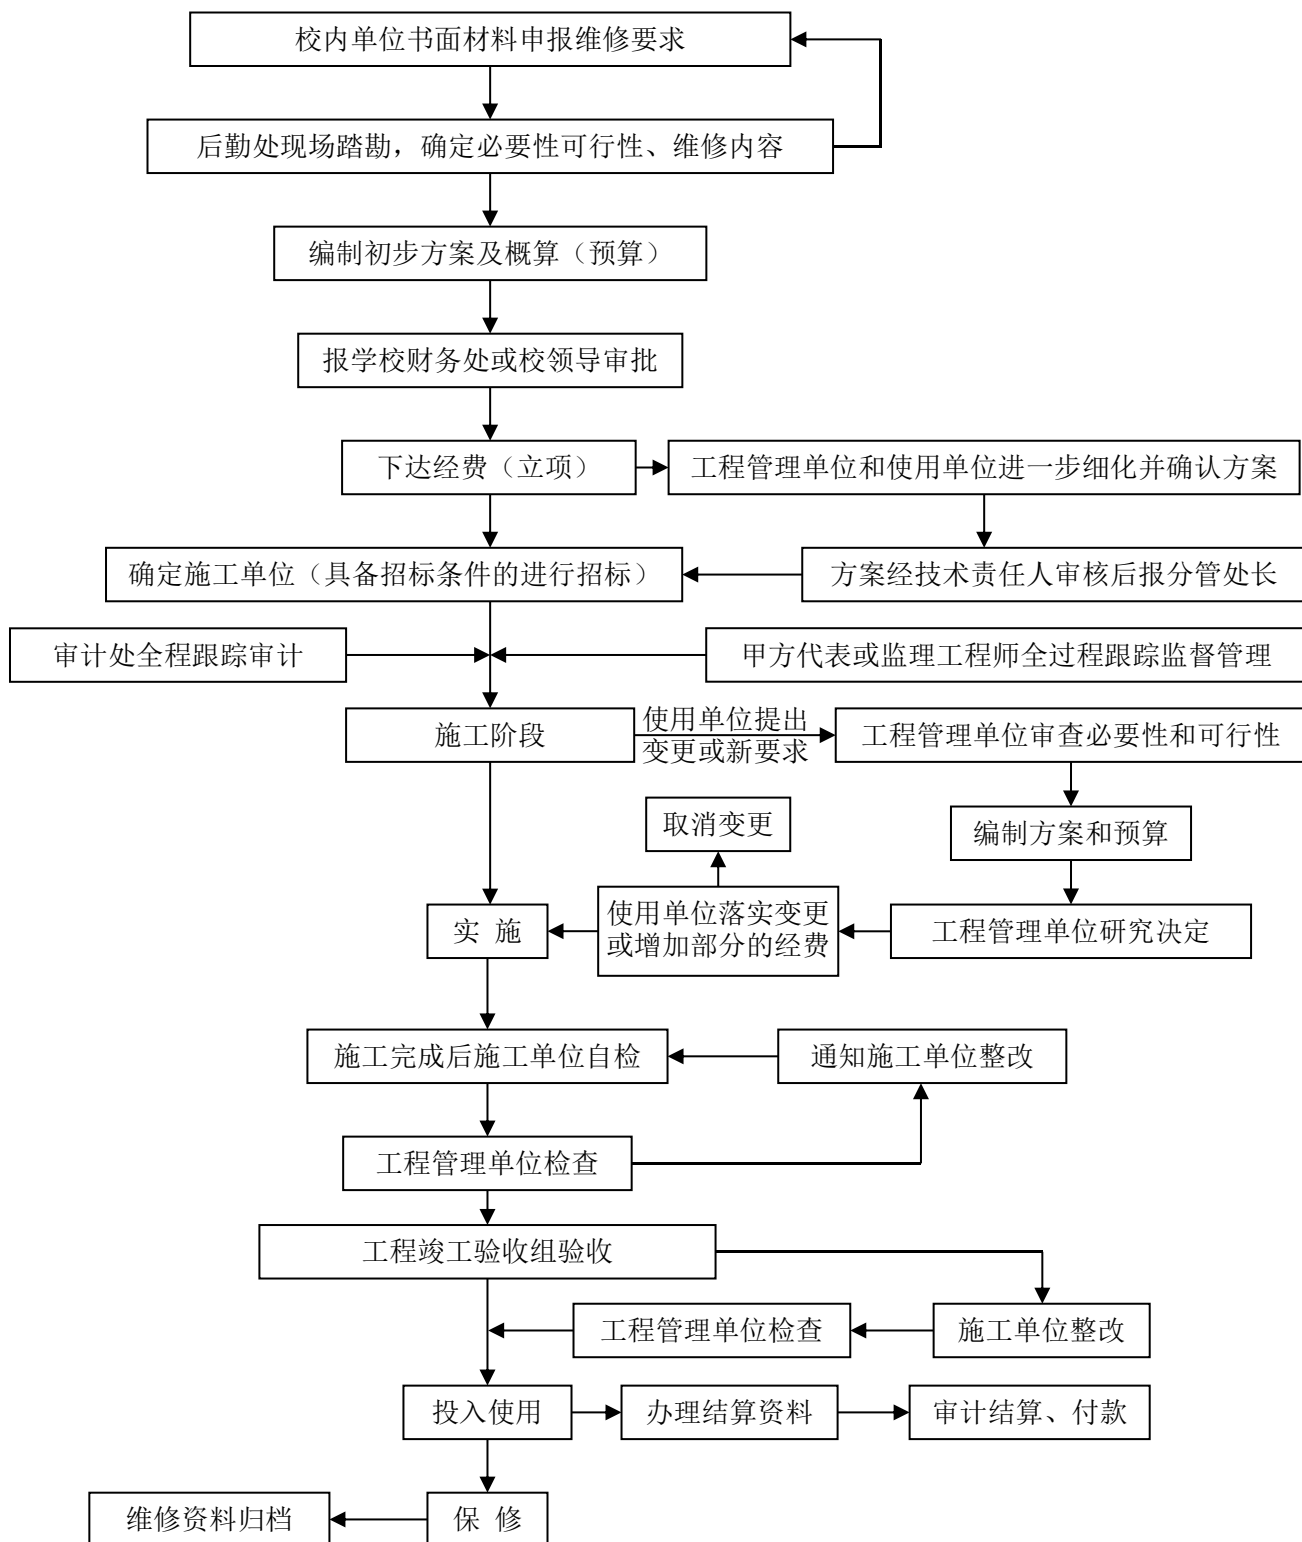 校内单位书面材料申报维修要求
后勤处现场踏勘，确定必要性可行性、维修内容
编制初步方案及概算（预算）
报学校财务处或校领导审批
下达经费（立项）
工程管理单位和使用单位进一步细化并确认方案
确定施工单位（具备招标条件的进行招标）
方案经技术责任人审核后报分管处长
审计处全程跟踪审计
甲方代表或监理工程师全过程跟踪监督管理
施工阶段
使用单位提出
变更或新要求
工程管理单位审查必要性和可行性
取消变更
编制方案和预算
实 施
使用单位落实变更
或增加部分的经费
工程管理单位研究决定
施工完成后施工单位自检
通知施工单位整改
工程管理单位检查
工程竣工验收组验收
工程管理单位检查
施工单位整改
投入使用
办理结算资料
审计结算、付款
维修资料归档
保 修